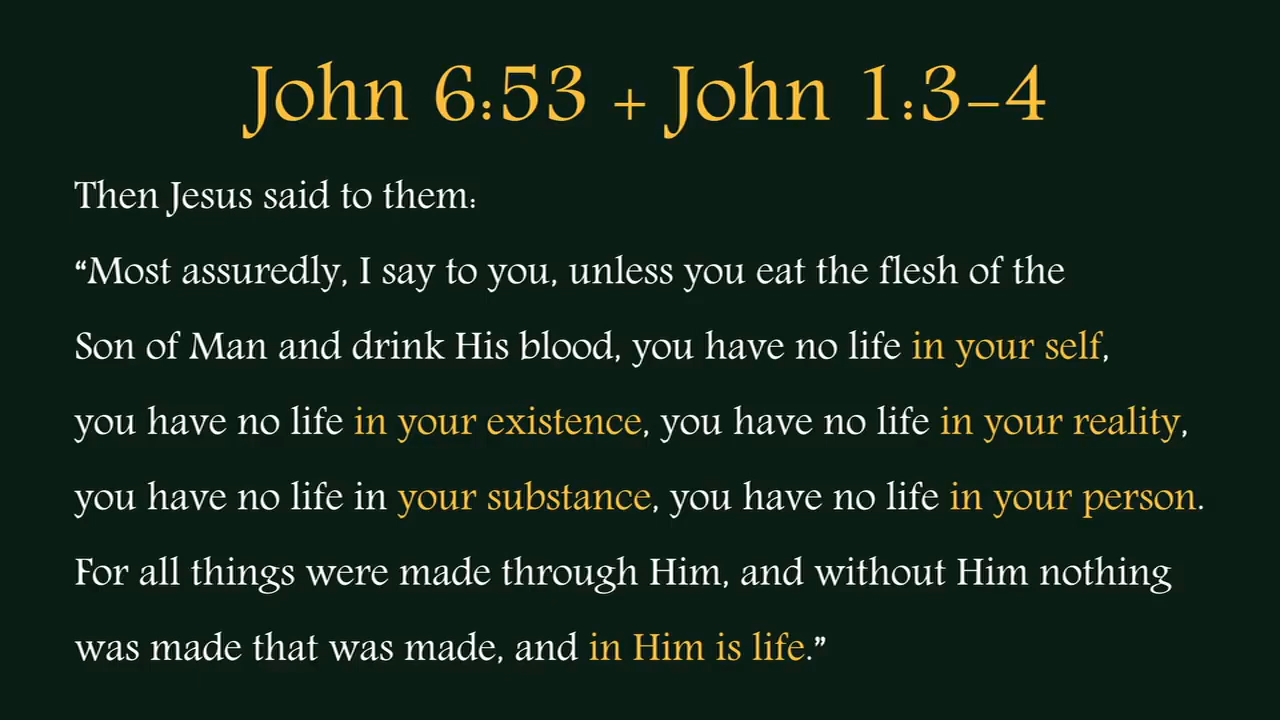 John 6:53 + John 1:3–4
Then Jesus said to them:
“Most assuredly, I say to you, unless you eat the flesh of the
Son of Man and drink His blood, you have no life in your self,
you have no life in your existence, you have no life in your reality,
you have no life in your substance, you have no life in your person.
For all things were made through Him, and without Him nothing
was made that was made, and in Him is life.”